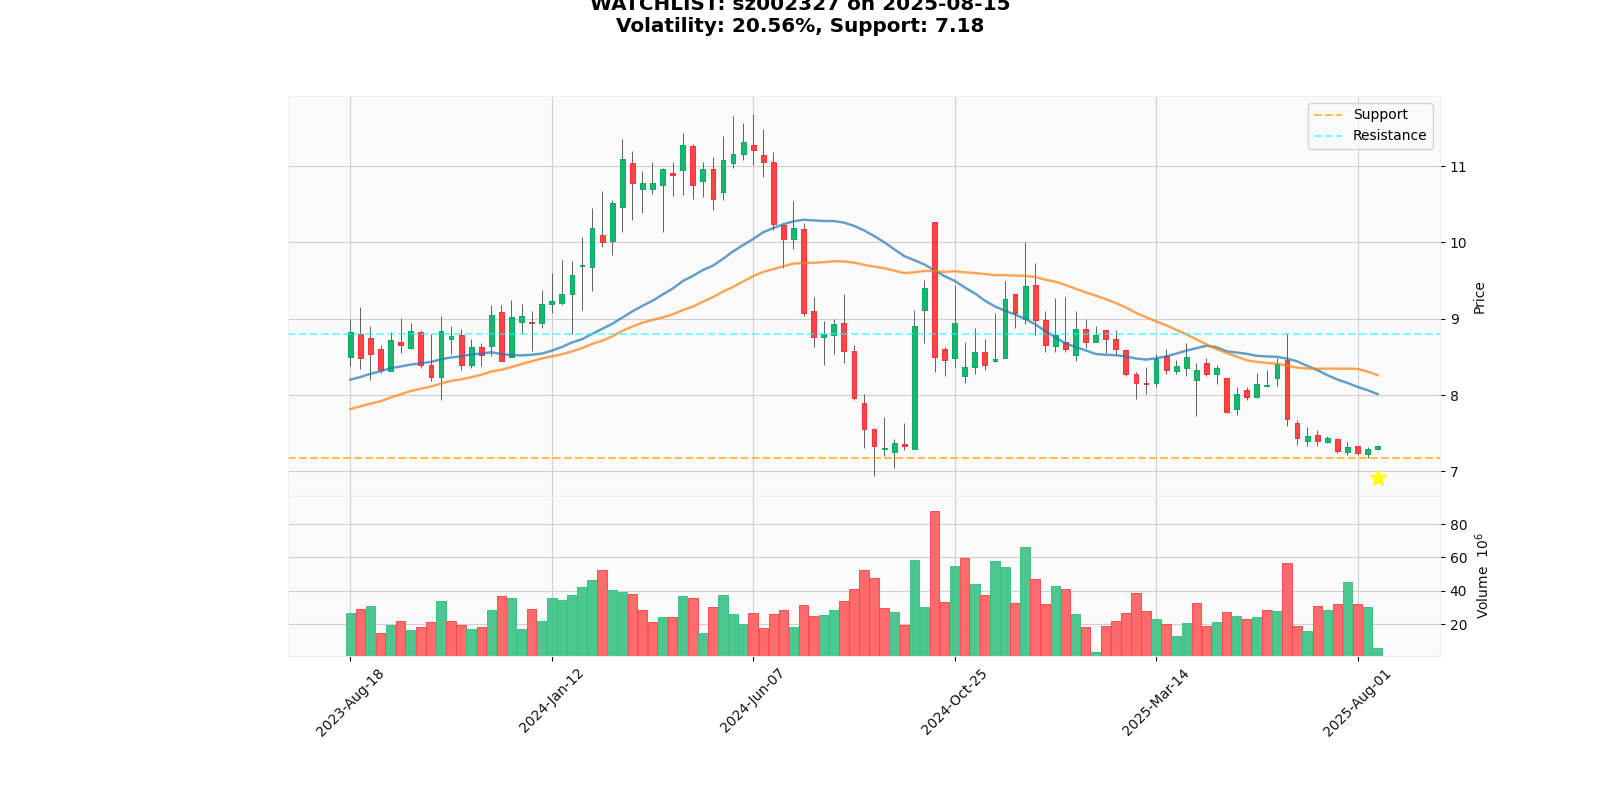 WATCHLIST: sz002327 on 2025-08-15
Volatility: 20.56%, Support: 7.18
Support
Resistance
11
10
9
8
7
Price
80
60
40
20
Volume 10⁶
2023-Aug-18
2024-Jan-12
2024-Jun-07
2024-Oct-25
2025-Mar-14
2025-Aug-01